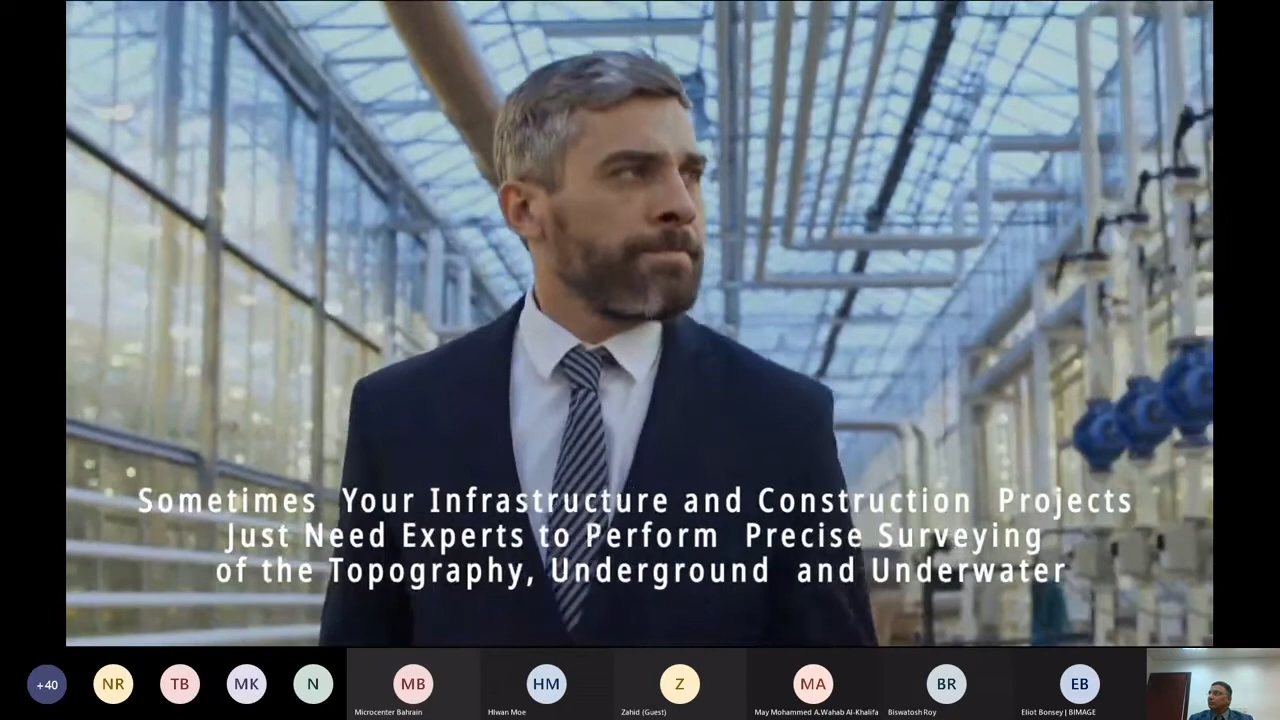 Sometimes Your Infrastructure and Construction Projects
Just Need Experts to Perform Precise Surveying
of the Topography, Underground and Underwater
+40
NR
TB
MK
N
MB
HM
Z
MA
BR
EB
Microcenter Bahrain
Hlwan Moe
Zahid (Guest)
May Mohammed A.Wahab Al-Khalifa
Biswatosh Roy
Eliot Bonsey | BIMAGE